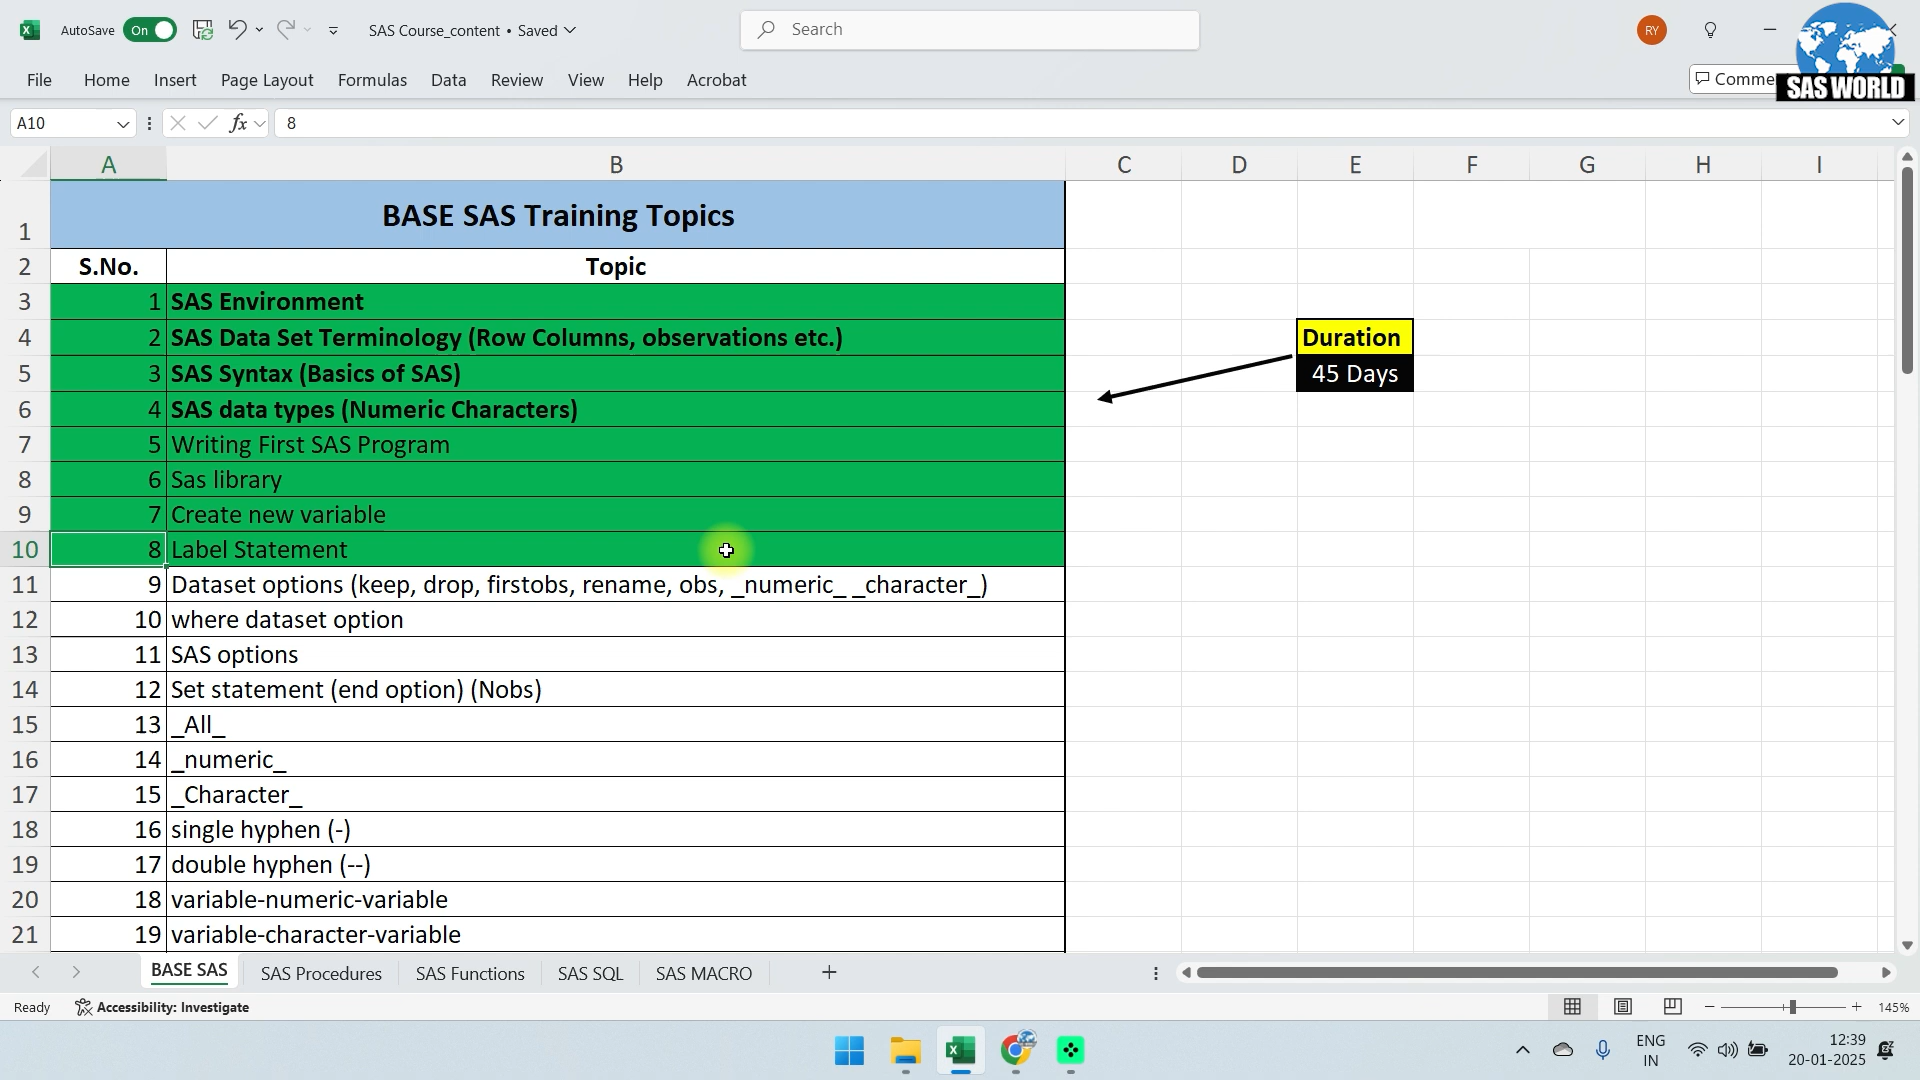 AutoSave On SAS Course_content • Saved Search RY
SAS WORLD
File Home Insert Page Layout Formulas Data Review View Help Acrobat Comme
A10 fx 8
A B C D E F G H I
1 BASE SAS Training Topics
2 S.No. Topic
3 1 SAS Environment
4 2 SAS Data Set Terminology (Row Columns, observations etc.) Duration
5 3 SAS Syntax (Basics of SAS) 45 Days
6 4 SAS data types (Numeric Characters)
7 5 Writing First SAS Program
8 6 Sas library
9 7 Create new variable
10 8 Label Statement
11 9 Dataset options (keep, drop, firstobs, rename, obs, _numeric_ _character_)
12 10 where dataset option
13 11 SAS options
14 12 Set statement (end option) (Nobs)
15 13 _All_
16 14 _numeric_
17 15 _Character_
18 16 single hyphen (-)
19 17 double hyphen (--)
20 18 variable-numeric-variable
21 19 variable-character-variable
BASE SAS SAS Procedures SAS Functions SAS SQL SAS MACRO
Ready Accessibility: Investigate 145%
ENG 12:39
IN 20-01-2025